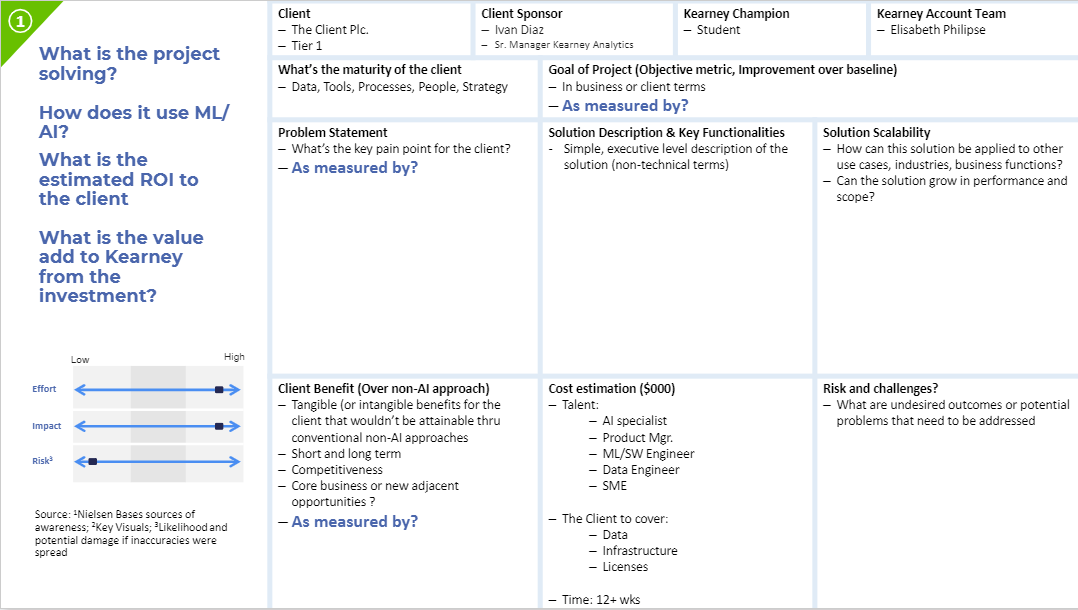 1
What is the project
solving?
How does it use ML/
AI?
What is the
estimated ROI to
the client
What is the value
add to Kearney
from the
investment?
Low
High
Effort
Impact
Risk³
Source: ¹Nielsen Bases sources of
awareness; ²Key Visuals; ³Likelihood and
potential damage if inaccuracies were
spread
Client
– The Client Plc.
– Tier 1
Client Sponsor
– Ivan Diaz
– Sr. Manager Kearney Analytics
Kearney Champion
– Student
Kearney Account Team
– Elisabeth Philipse
What's the maturity of the client
– Data, Tools, Processes, People, Strategy
Goal of Project (Objective metric, Improvement over baseline)
– In business or client terms
– As measured by?
Problem Statement
– What's the key pain point for the client?
– As measured by?
Solution Description & Key Functionalities
- Simple, executive level description of the
solution (non-technical terms)
Solution Scalability
– How can this solution be applied to other
use cases, industries, business functions?
– Can the solution grow in performance and
scope?
Client Benefit (Over non-AI approach)
– Tangible (or intangible benefits for the
client that wouldn't be attainable thru
conventional non-AI approaches
– Short and long term
– Competitiveness
– Core business or new adjacent
opportunities ?
– As measured by?
Cost estimation ($000)
– Talent:
– AI specialist
– Product Mgr.
– ML/SW Engineer
– Data Engineer
– SME
– The Client to cover:
– Data
– Infrastructure
– Licenses
– Time: 12+ wks
Risk and challenges?
– What are undesired outcomes or potential
problems that need to be addressed